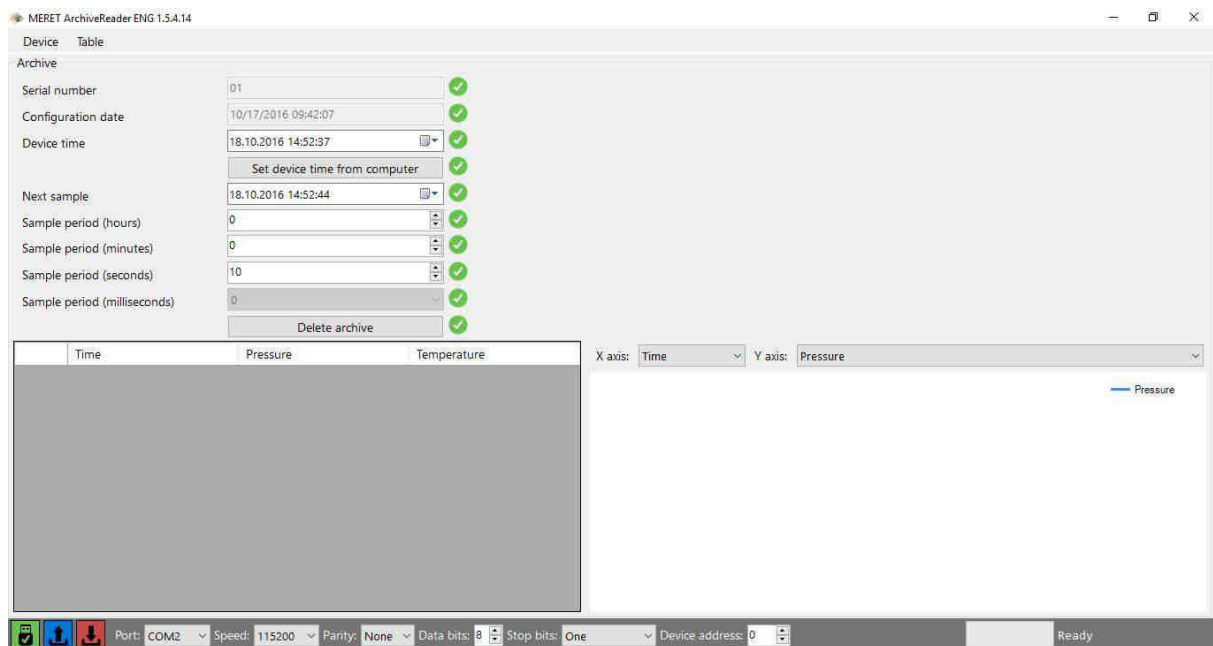 MERET ArchiveReader ENG 1.5.4.14
Device Table
Archive
Serial number 01
Configuration date 10/17/2016 09:42:07
Device time 18.10.2016 14:52:37
Set device time from computer
Next sample 18.10.2016 14:52:44
Sample period (hours) 0
Sample period (minutes) 0
Sample period (seconds) 10
Sample period (milliseconds) 0
Delete archive
Time Pressure Temperature
X axis: Time Y axis: Pressure
Pressure
Port: COM2 Speed: 115200 Parity: None Data bits: 8 Stop bits: One Device address: 0 Ready